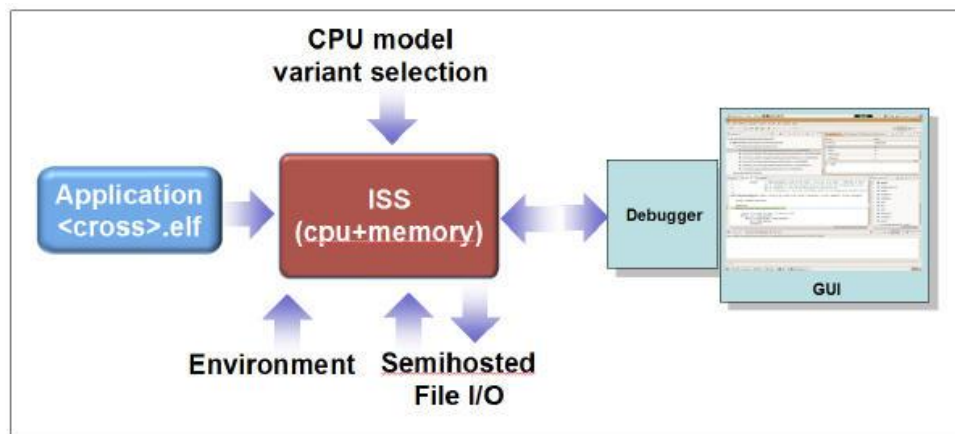 CPU model
variant selection
Application
<cross>.elf
ISS
(cpu+memory)
Debugger
GUI
Environment
Semihosted
File I/O